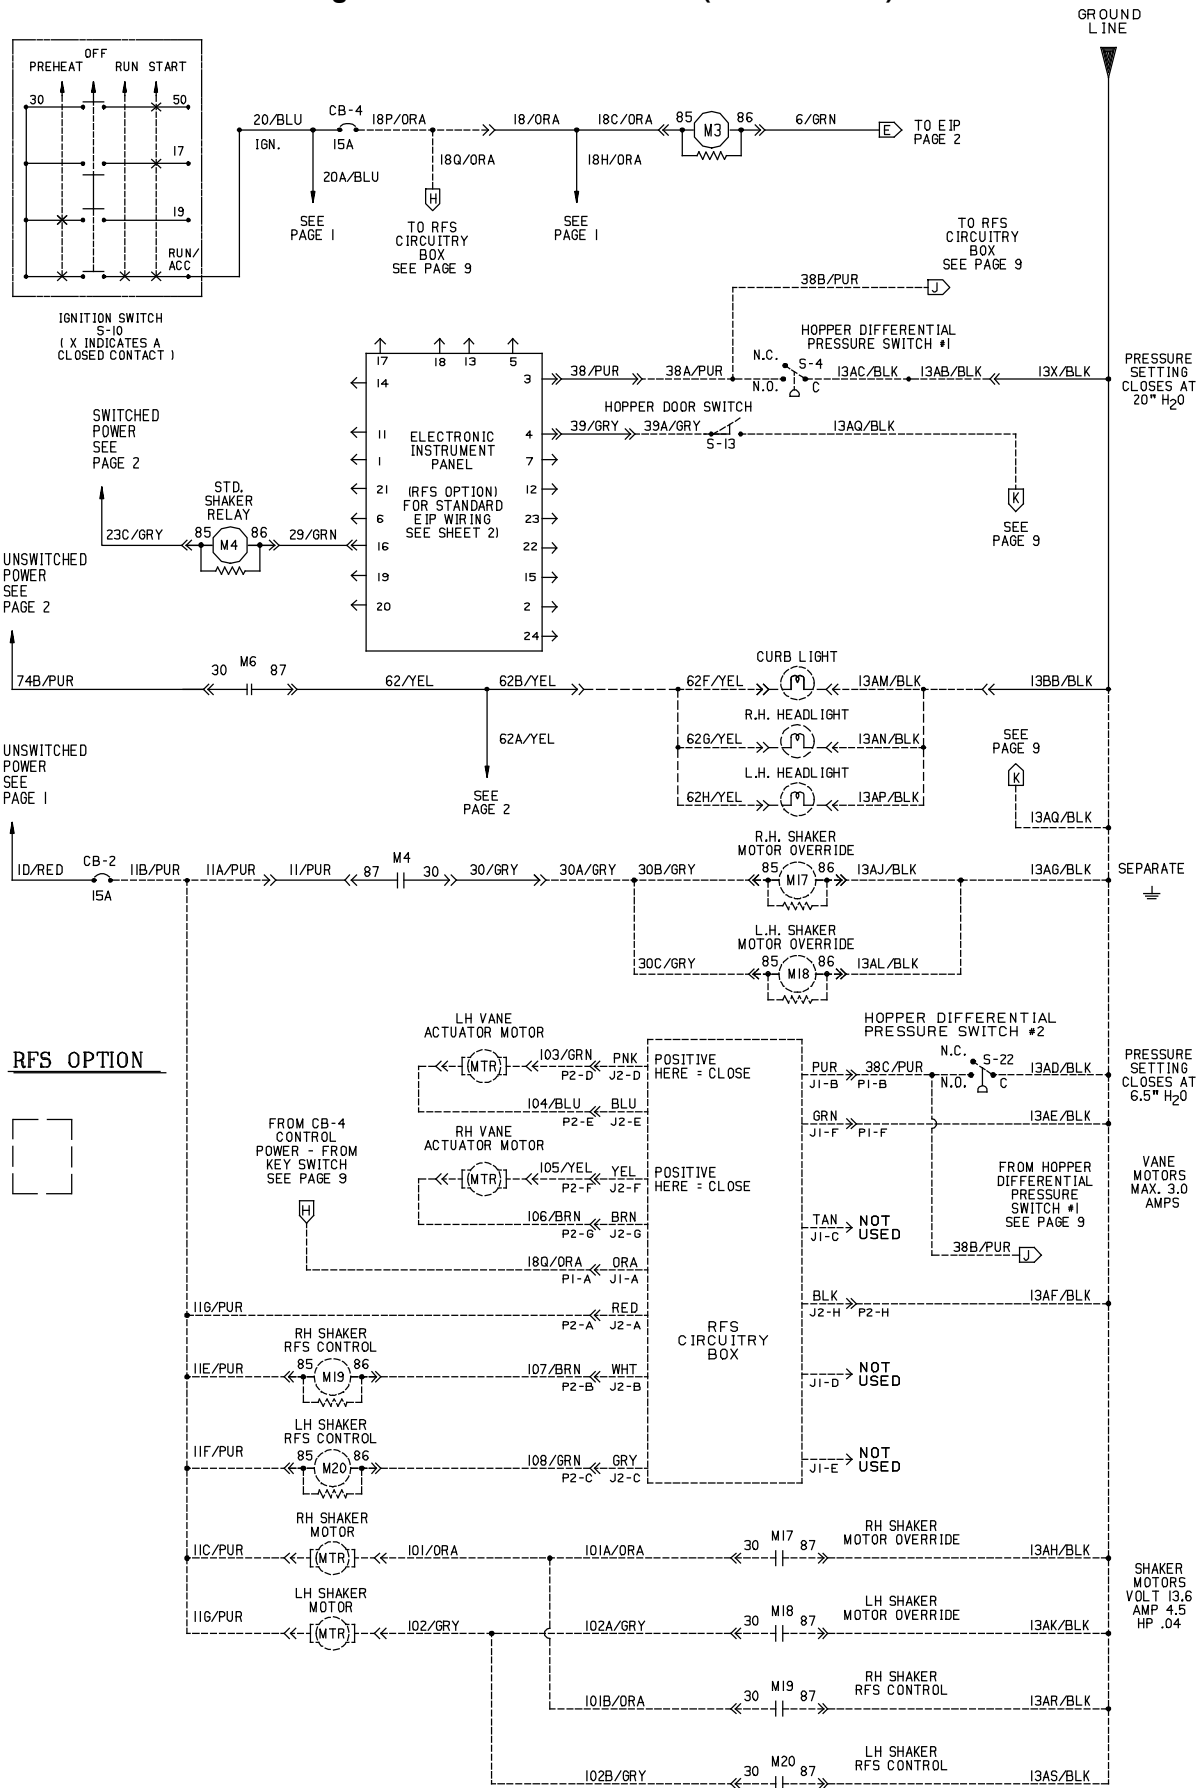 GROUND
LINE
OFF
PREHEAT
RUN START
30
50
17
19
RUN/
ACC
IGNITION SWITCH
S-10
( X INDICATES A
CLOSED CONTACT )
20/BLU
IGN.
CB-4
15A
20A/BLU
SEE
PAGE 1
18P/ORA
18Q/ORA
H
TO RFS
CIRCUITRY
BOX
SEE PAGE 9
18/ORA
18C/ORA
18H/ORA
SEE
PAGE 1
85
M3
86
6/GRN
E
TO EIP
PAGE 2
TO RFS
CIRCUITRY
BOX
SEE PAGE 9
38B/PUR
J
HOPPER DIFFERENTIAL
PRESSURE SWITCH #1
N.C.
S-4
N.O.
C
38/PUR
38A/PUR
13AC/BLK
13AB/BLK
13X/BLK
PRESSURE
SETTING
CLOSES AT
20" H2O
HOPPER DOOR SWITCH
39/GRY
39A/GRY
S-13
13AQ/BLK
K
SEE
PAGE 9
17
18
13
5
14
3
11
4
1
7
21
12
6
23
16
22
19
15
20
2
24
ELECTRONIC
INSTRUMENT
PANEL
(RFS OPTION)
FOR STANDARD
EIP WIRING
SEE SHEET 2)
SWITCHED
POWER
SEE
PAGE 2
23C/GRY
STD.
SHAKER
RELAY
85
M4
86
29/GRN
UNSWITCHED
POWER
SEE
PAGE 2
74B/PUR
30
M6
87
62/YEL
62B/YEL
62A/YEL
SEE
PAGE 2
CURB LIGHT
62F/YEL
13AM/BLK
13BB/BLK
R.H. HEADLIGHT
62G/YEL
13AN/BLK
L.H. HEADLIGHT
62H/YEL
13AP/BLK
SEE
PAGE 9
K
13AQ/BLK
UNSWITCHED
POWER
SEE
PAGE 1
1D/RED
CB-2
15A
11B/PUR
11A/PUR
11/PUR
87
M4
30
30/GRY
30A/GRY
30B/GRY
R.H. SHAKER
MOTOR OVERRIDE
85
M17
86
13AJ/BLK
13AG/BLK
SEPARATE
L.H. SHAKER
MOTOR OVERRIDE
30C/GRY
85
M18
86
13AL/BLK
RFS OPTION
LH VANE
ACTUATOR MOTOR
(MTR)
103/GRN
P2-D
PNK
J2-D
POSITIVE
HERE = CLOSE
104/BLU
P2-E
BLU
J2-E
RH VANE
ACTUATOR MOTOR
(MTR)
105/YEL
P2-F
YEL
J2-F
POSITIVE
HERE = CLOSE
106/BRN
P2-G
BRN
J2-G
FROM CB-4
CONTROL
POWER - FROM
KEY SWITCH
SEE PAGE 9
H
18Q/ORA
P1-A
ORA
J1-A
11G/PUR
P2-A
RED
J2-A
RH SHAKER
RFS CONTROL
11E/PUR
85
M19
86
107/BRN
P2-B
WHT
J2-B
LH SHAKER
RFS CONTROL
11F/PUR
85
M20
86
108/GRN
P2-C
GRY
J2-C
RFS
CIRCUITRY
BOX
HOPPER DIFFERENTIAL
PRESSURE SWITCH #2
PUR
J1-B
P1-B
38C/PUR
N.C.
S-22
N.O.
C
13AD/BLK
PRESSURE
SETTING
CLOSES AT
6.5" H2O
GRN
J1-F
P1-F
13AE/BLK
FROM HOPPER
DIFFERENTIAL
PRESSURE
SWITCH #1
SEE PAGE 9
38B/PUR
J
VANE
MOTORS
MAX. 3.0
AMPS
TAN
J1-C
NOT
USED
BLK
J2-H
P2-H
13AF/BLK
J1-D
NOT
USED
J1-E
NOT
USED
RH SHAKER
MOTOR
11C/PUR
(MTR)
101/ORA
101A/ORA
30
M17
87
RH SHAKER
MOTOR OVERRIDE
13AH/BLK
LH SHAKER
MOTOR
11G/PUR
(MTR)
102/GRY
102A/GRY
30
M18
87
LH SHAKER
MOTOR OVERRIDE
13AK/BLK
SHAKER
MOTORS
VOLT 13.6
AMP 4.5
HP .04
101B/ORA
30
M19
87
RH SHAKER
RFS CONTROL
13AR/BLK
102B/GRY
30
M20
87
LH SHAKER
RFS CONTROL
13AS/BLK